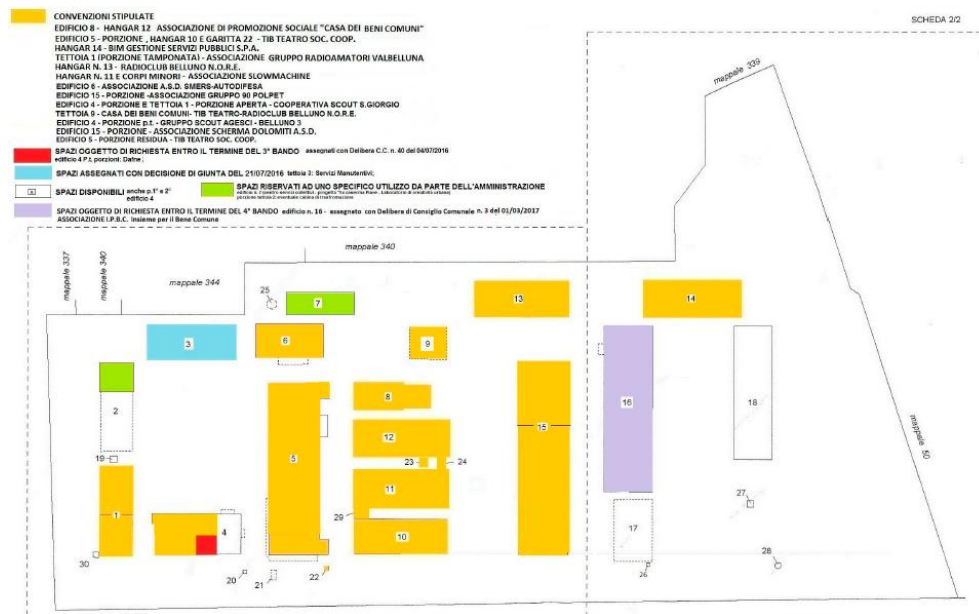 CONVENZIONI STIPULATE
SCHEDA 2/2
EDIFICIO 8 - HANGAR 12 ASSOCIAZIONE DI PROMOZIONE SOCIALE "CASA DEI BENI COMUNI"
EDIFICIO 5 - PORZIONE , HANGAR 10 E GARITTA 22 - TIB TEATRO SOC. COOP.
HANGAR 14 - BIM GESTIONE SERVIZI PUBBLICI S.P.A.
TETTOIA 1 (PORZIONE TAMPONATA) - ASSOCIAZIONE GRUPPO RADIOAMATORI VALBELLUNA
HANGAR N. 13 - RADIOCLUB BELLUNO N.O.R.E.
HANGAR N. 11 E CORPI MINORI - ASSOCIAZIONE SLOWMACHINE
EDIFICIO 6 - ASSOCIAZIONE A.S.D. SMERS-AUTODIFESA
EDIFICIO 15 - PORZIONE -ASSOCIAZIONE GRUPPO 90 POLPET
EDIFICIO 4 - PORZIONE E TETTOIA 1 - PORZIONE APERTA - COOPERATIVA SCOUT S.GIORGIO
TETTOIA 9 - CASA DEI BENI COMUNI- TIB TEATRO-RADIOCLUB BELLUNO N.O.R.E.
EDIFICIO 4 - PORZIONE p.t. - GRUPPO SCOUT AGESCI - BELLUNO 3
EDIFICIO 15 - PORZIONE - ASSOCIAZIONE SCHERMA DOLOMITI A.S.D.
EDIFICIO 5 - PORZIONE RESIDUA - TIB TEATRO SOC. COOP.
SPAZI OGGETTO DI RICHIESTA ENTRO IL TERMINE DEL 3° BANDO assegnati con Delibera C.C. n. 40 del 04/07/2016
edificio 4 P.t. porzioni: Dafne ;
SPAZI ASSEGNATI CON DECISIONE DI GIUNTA DEL 21/07/2016 tettoia 3: Servizi Manutentivi;
SPAZI DISPONIBILI anche p.1° e 2°
edificio 4
SPAZI RISERVATI AD UNO SPECIFICO UTILIZZO DA PARTE DELL'AMMINISTRAZIONE
SPAZI OGGETTO DI RICHIESTA ENTRO IL TERMINE DEL 4° BANDO edificio n. 16 - assegnato con Delibera di Consiglio Comunale n. 3 del 01/03/2017
ASSOCIAZIONE I.P.B.C. Insieme per il Bene Comune
mappale 339
mappale 337
mappale 340
mappale 344
mappale 340
mappale 50
25
7
13
14
3
6
9
2
8
16
18
12
15
19
5
23
24
11
1
29
4
10
27
17
30
20
21
22
26
28